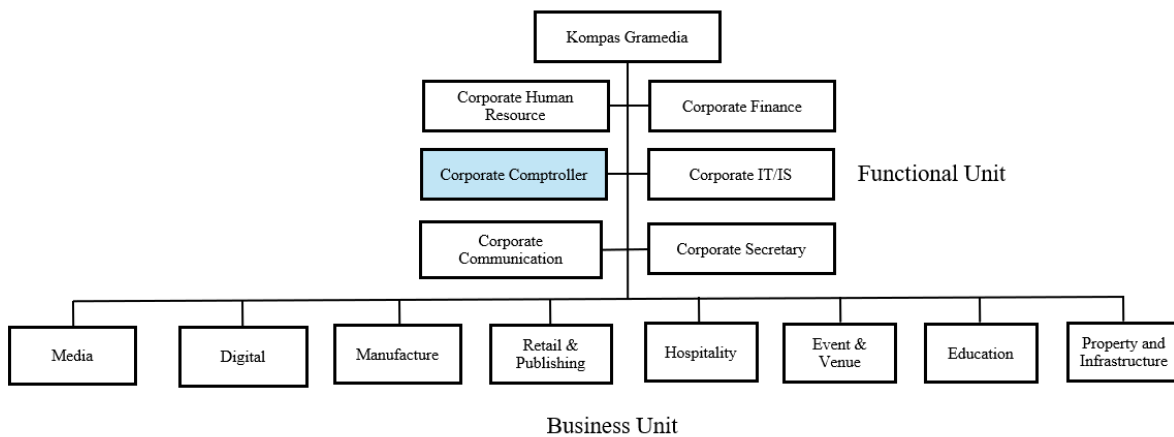 Kompas Gramedia
Corporate Human
Resource
Corporate Finance
Corporate Comptroller
Corporate IT/IS
Functional Unit
Corporate
Communication
Corporate Secretary
Media
Digital
Manufacture
Retail &
Publishing
Hospitality
Event &
Venue
Education
Property and
Infrastructure
Business Unit